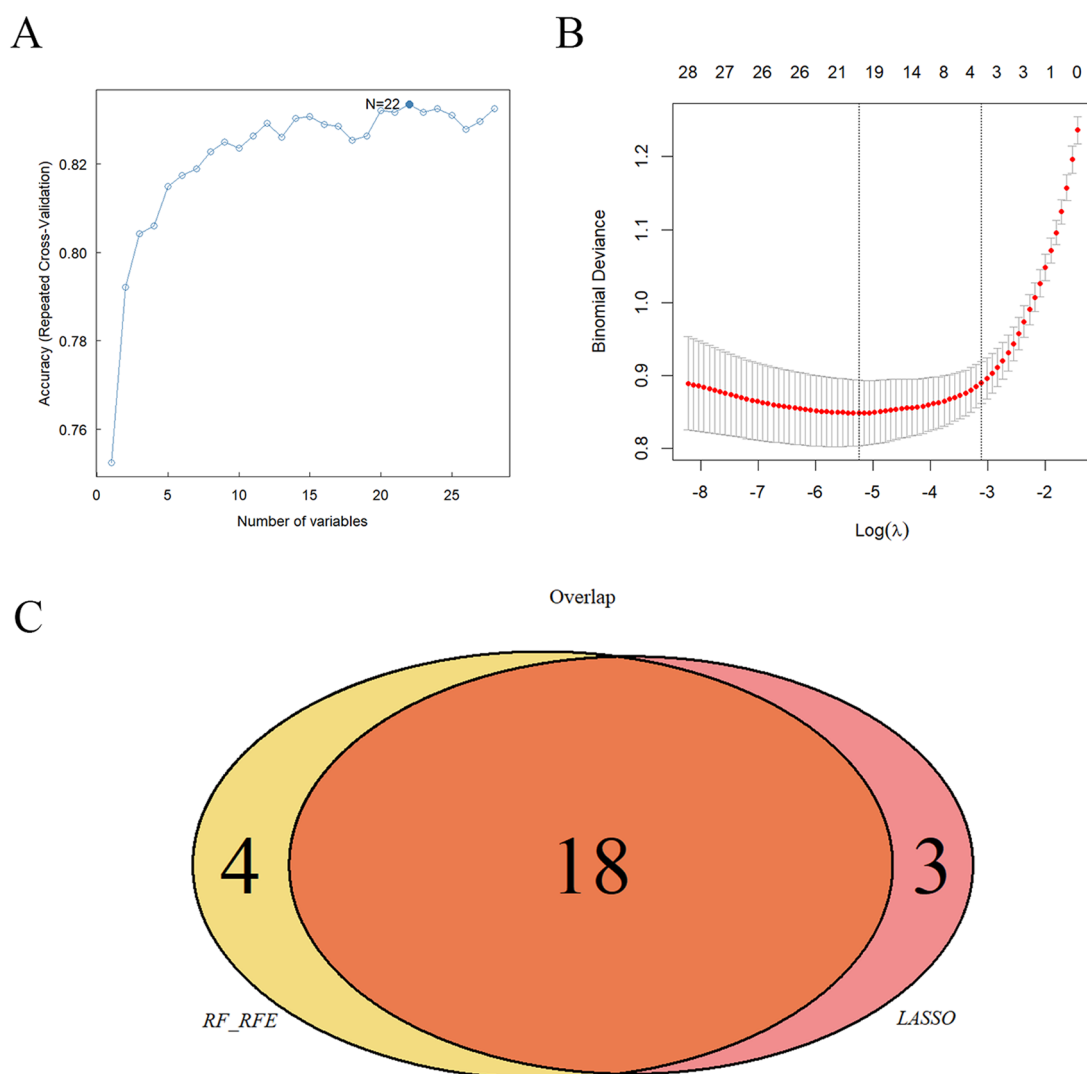 A
N=22
0.82
0.80
0.78
0.76
Accuracy (Repeated Cross-Validation)
0 5 10 15 20 25
Number of variables
B
28 27 26 26 21 19 14 8 4 3 3 1 0
1.2
1.1
1.0
0.9
0.8
Binomial Deviance
-8 -7 -6 -5 -4 -3 -2
Log(λ)
C
Overlap
4 18 3
RF_RFE LASSO